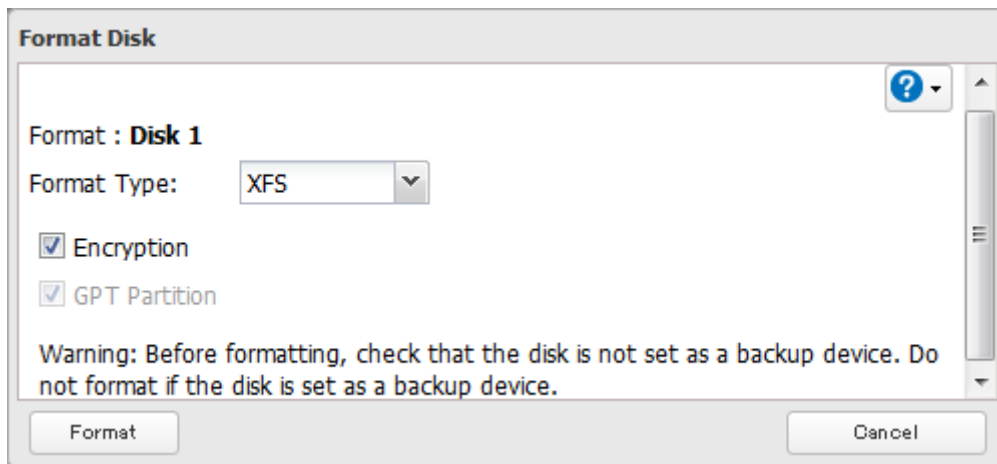 Format Disk
?
Format : Disk 1
Format Type: XFS
Encryption
GPT Partition
Warning: Before formatting, check that the disk is not set as a backup device. Do
not format if the disk is set as a backup device.
Format Cancel